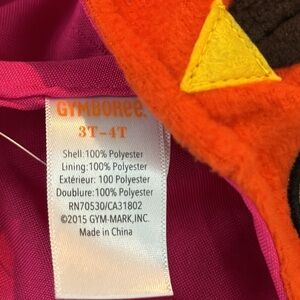 GYMBOREE.
3T-4T
Shell:100% Polyester
Lining:100% Polyester
Extérieur: 100 Polyester
Doublure:100% Polyester
RN70530/CA31802
©2015 GYM-MARK,INC.
Made in China